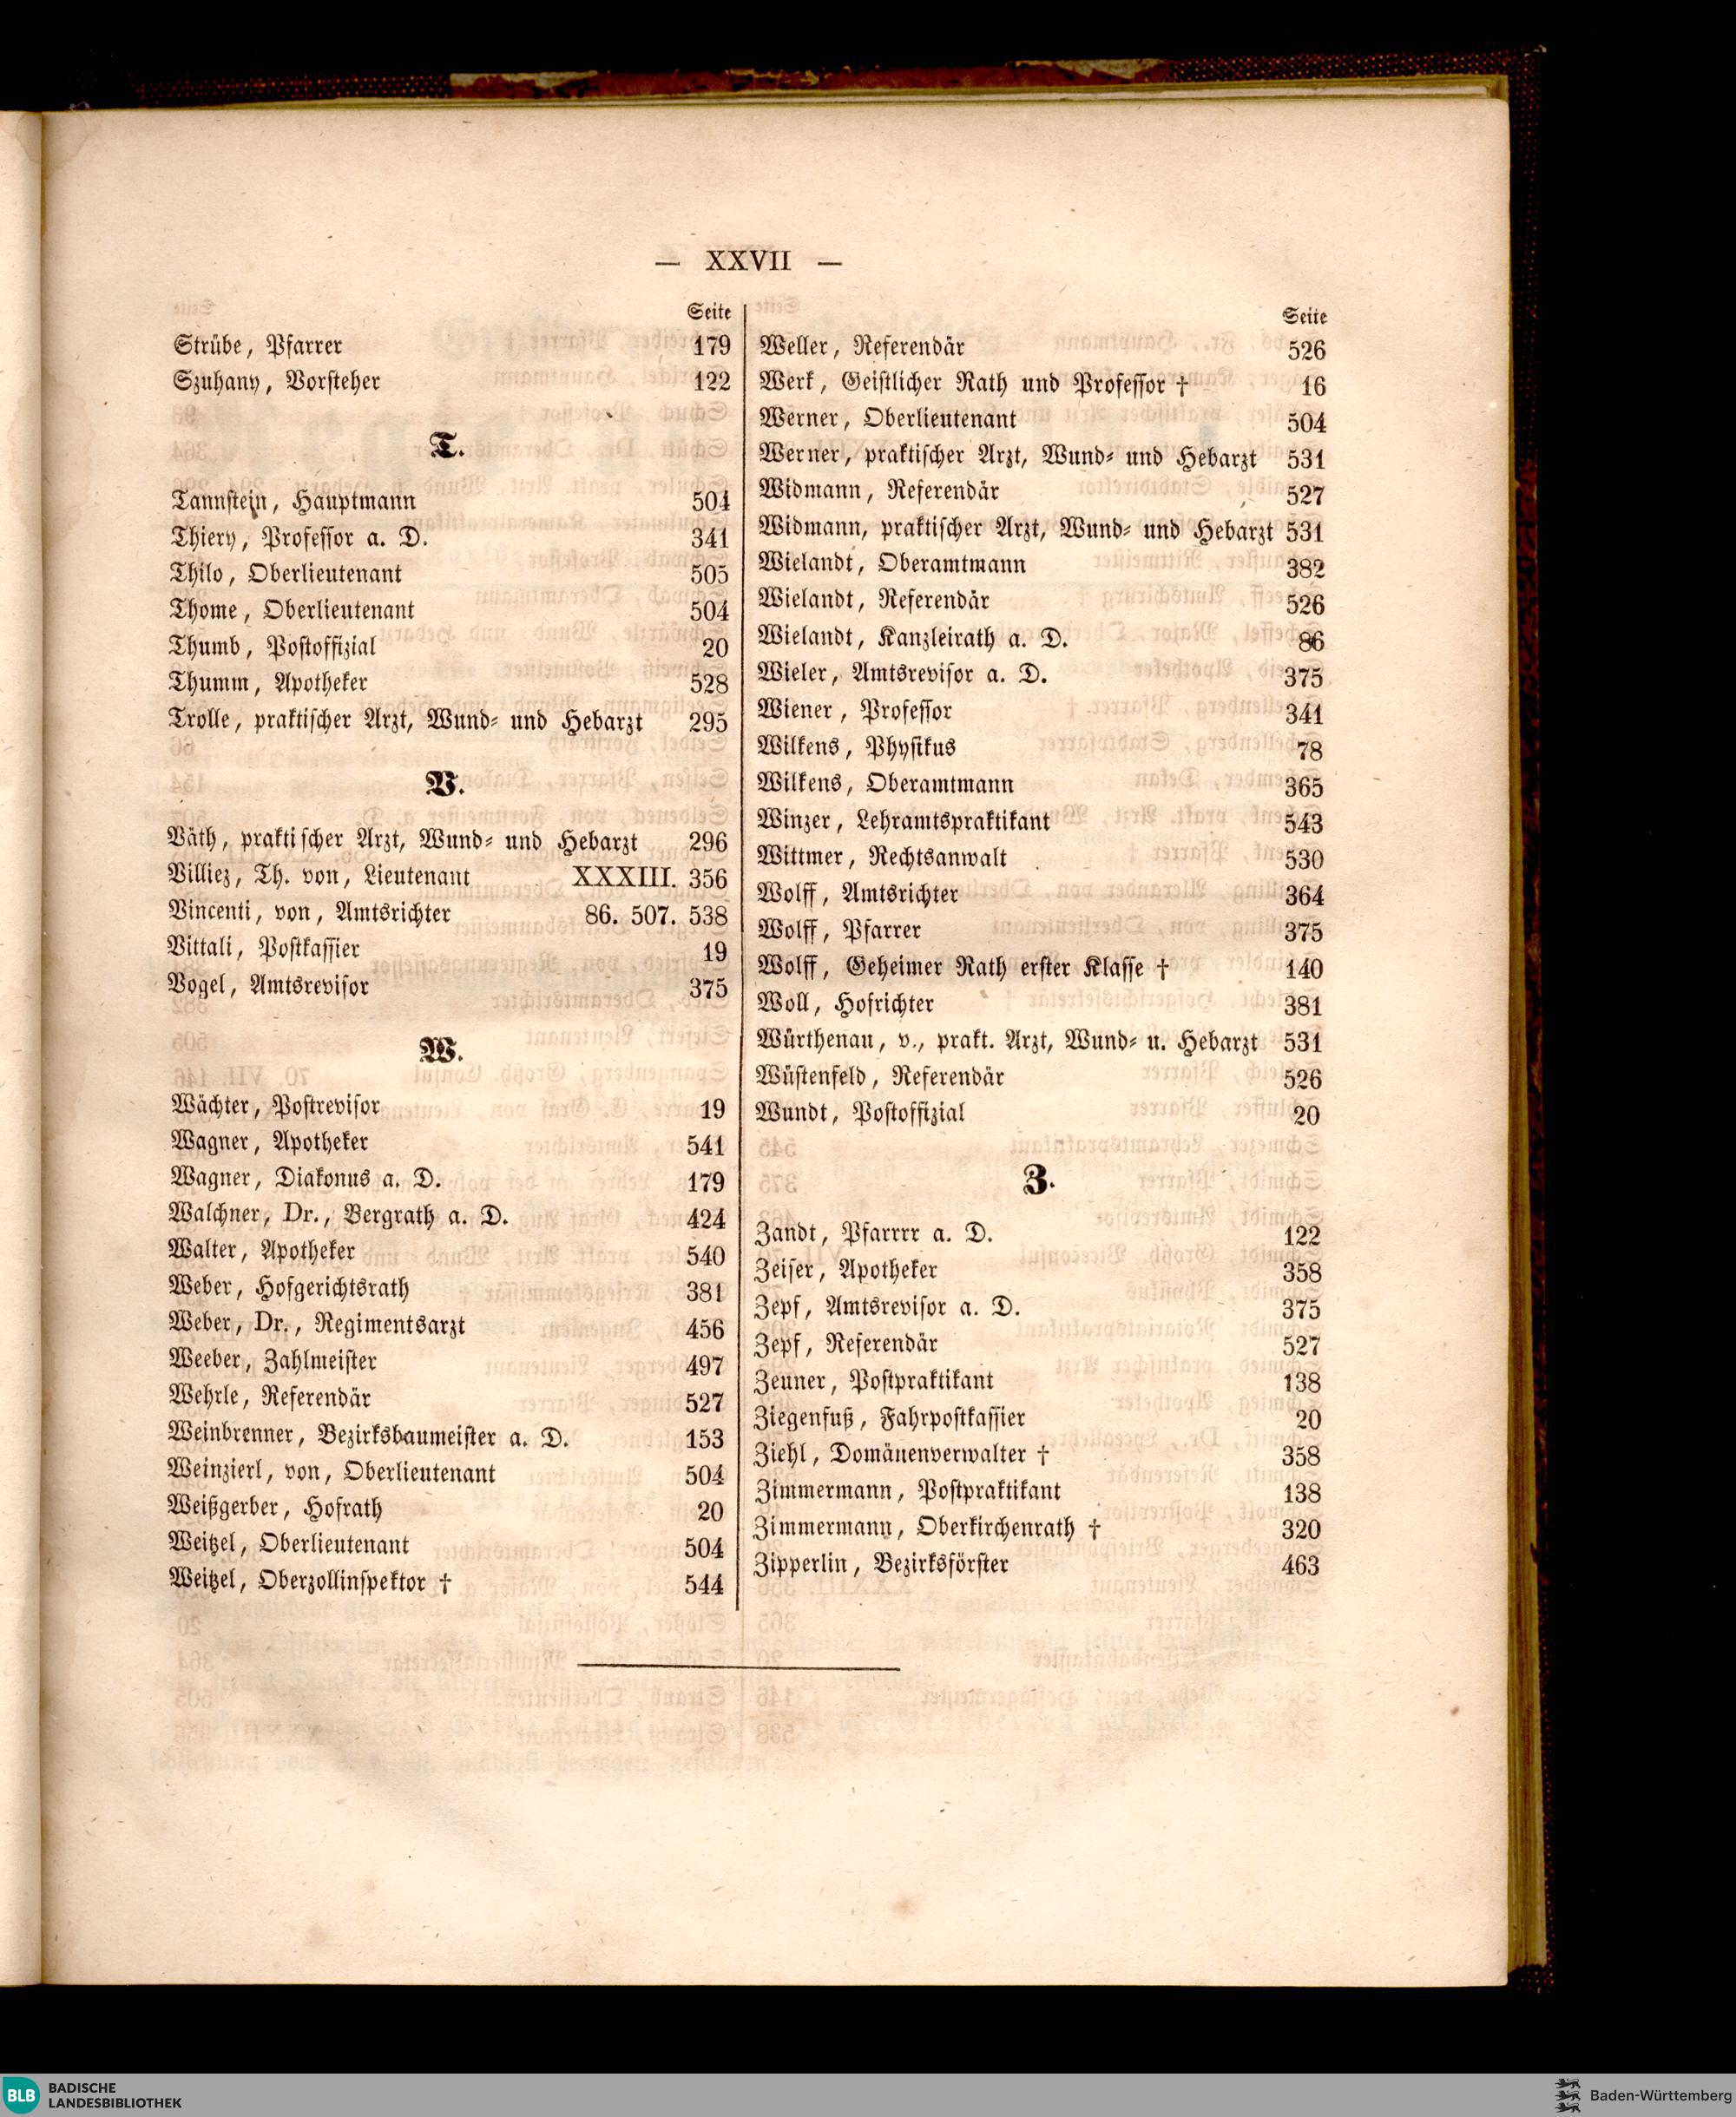 — XXVII —
Seite
Strübe, Pfarrer 179
Szuhany, Vorsteher 122
T.
Tannstein, Hauptmann 504
Thiery, Professor a. D. 341
Thilo, Oberlieutenant 505
Thome, Oberlieutenant 504
Thumb, Postoffizial 20
Thumm, Apotheker 528
Trolle, praktischer Arzt, Wund- und Hebarzt 295
V.
Väth, praktischer Arzt, Wund- und Hebarzt 296
Villiez, Th. von, Lieutenant XXXIII. 356
Vincenti, von, Amtsrichter 86. 507. 538
Vittali, Postkassier 19
Vogel, Amtsrevisor 375
W.
Wächter, Postrevisor 19
Wagner, Apotheker 541
Wagner, Diakonus a. D. 179
Walchner, Dr., Bergrath a. D. 424
Walter, Apotheker 540
Weber, Hofgerichtsrath 381
Weber, Dr., Regimentsarzt 456
Weeber, Zahlmeister 497
Wehrle, Referendär 527
Weinbrenner, Bezirksbaumeister a. D. 153
Weinzierl, von, Oberlieutenant 504
Weißgerber, Hofrath 20
Weitzel, Oberlieutenant 504
Weitzel, Oberzollinspektor † 544
Seite
Weller, Referendär 526
Werk, Geistlicher Rath und Professor † 16
Werner, Oberlieutenant 504
Werner, praktischer Arzt, Wund- und Hebarzt 531
Widmann, Referendär 527
Widmann, praktischer Arzt, Wund- und Hebarzt 531
Wielandt, Oberamtmann 382
Wielandt, Referendär 526
Wielandt, Kanzleirath a. D. 86
Wieler, Amtsrevisor a. D. 375
Wiener, Professor 341
Wilkens, Physikus 78
Wilkens, Oberamtmann 365
Winzer, Lehramtspraktikant 543
Wittmer, Rechtsanwalt 530
Wolff, Amtsrichter 364
Wolff, Pfarrer 375
Wolff, Geheimer Rath erster Klasse † 140
Woll, Hofrichter 381
Würthenau, v., prakt. Arzt, Wund- u. Hebarzt 531
Wüstenfeld, Referendär 526
Wundt, Postoffizial 20
Z.
Zandt, Pfarrrr a. D. 122
Zeiser, Apotheker 358
Zepf, Amtsrevisor a. D. 375
Zepf, Referendär 527
Zeuner, Postpraktikant 138
Ziegenfuß, Fahrpostkassier 20
Ziehl, Domänenverwalter † 358
Zimmermann, Postpraktikant 138
Zimmermann, Oberkirchenrath † 320
Zipperlin, Bezirksförster 463
BLB BADISCHE
LANDESBIBLIOTHEK
Baden-Württemberg